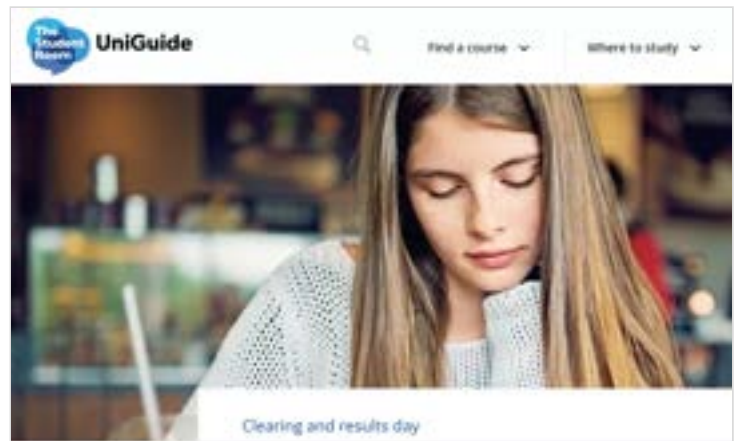 The
Student
Room
UniGuide
Find a course
Where to study
Clearing and results day